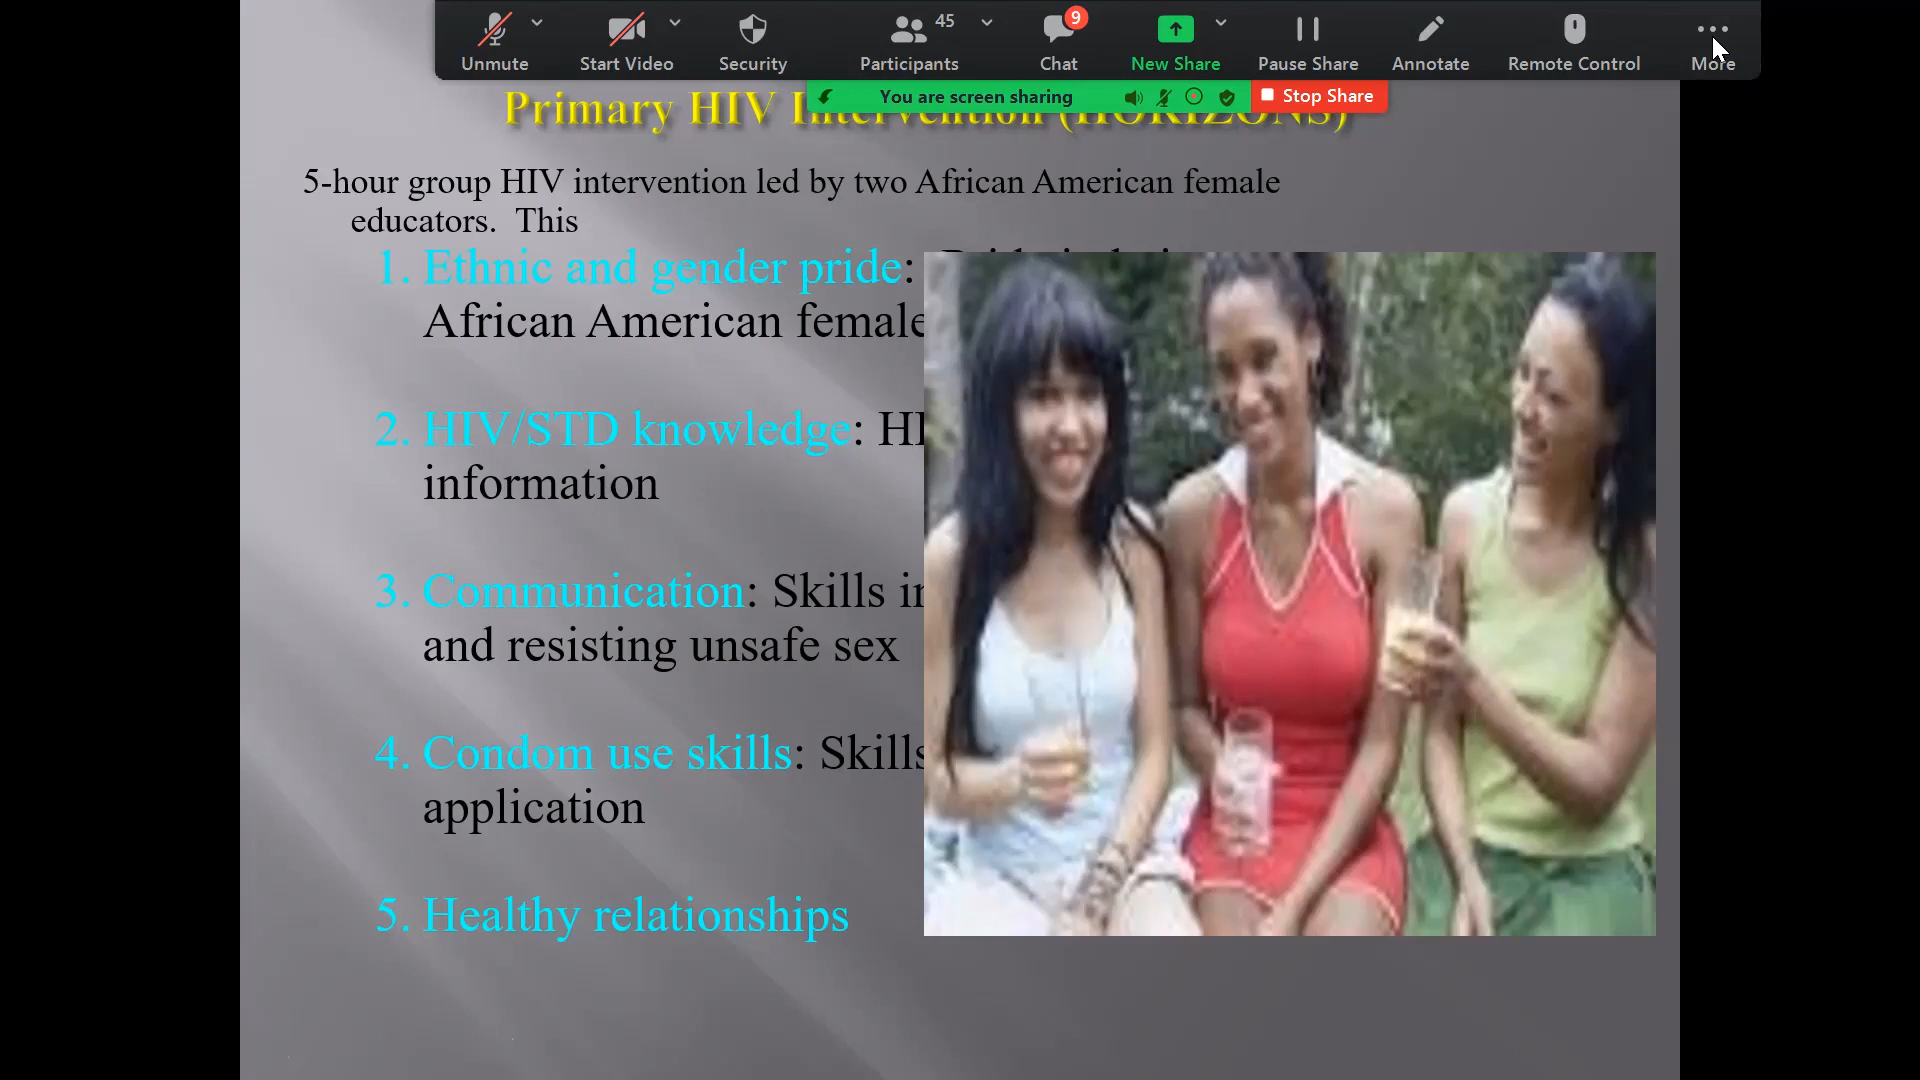 45
9
Unmute
Start Video
Security
Participants
Chat
New Share
Pause Share
Annotate
Remote Control
More
You are screen sharing
Stop Share
Primary HIV Intervention (HORIZONS)
5-hour group HIV intervention led by two African American female
educators. This
1. Ethnic and gender pride:
African American female
2. HIV/STD knowledge:
information
3. Communication: Skills
and resisting unsafe sex
4. Condom use skills: Skills
application
5. Healthy relationships